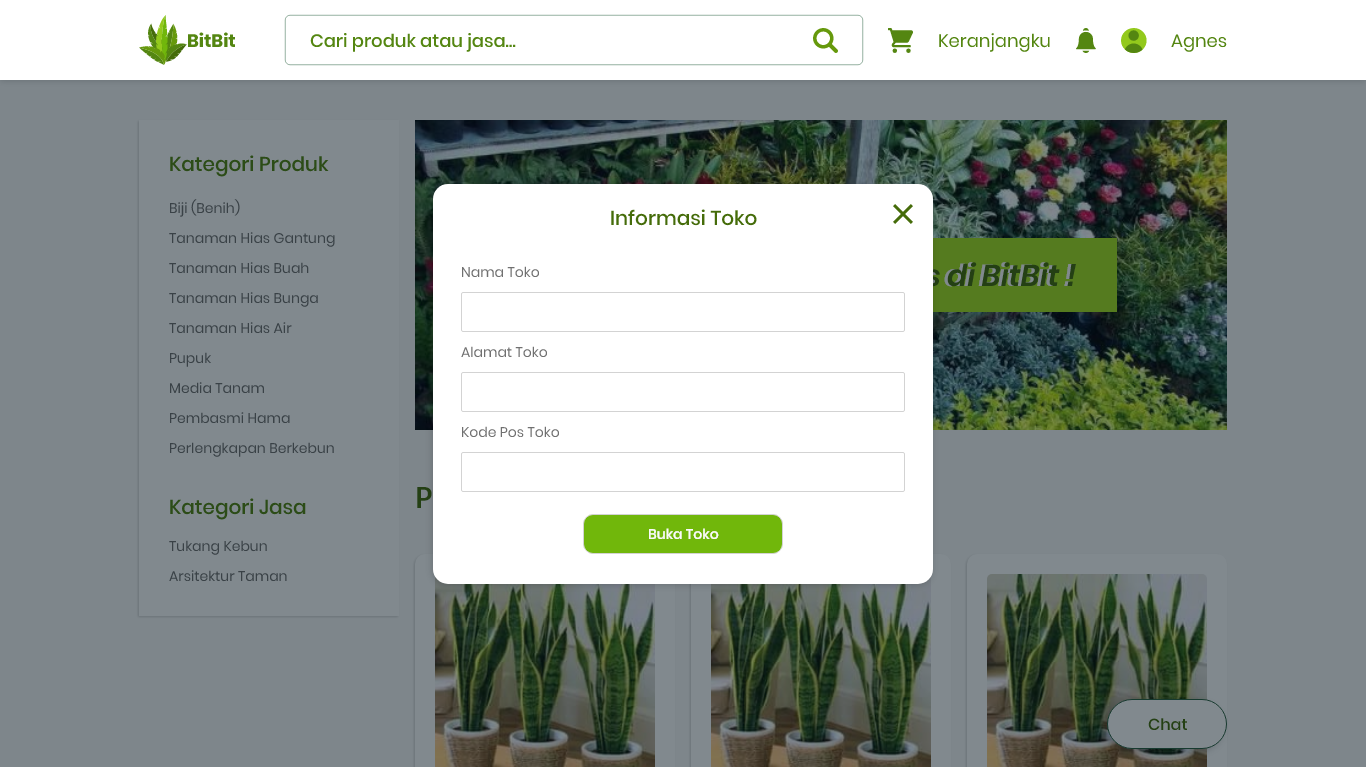 BitBit
Cari produk atau jasa...
Keranjangku
Agnes
Kategori Produk
Biji (Benih)
Tanaman Hias Gantung
Tanaman Hias Buah
Tanaman Hias Bunga
Tanaman Hias Air
Pupuk
Media Tanam
Pembasmi Hama
Perlengkapan Berkebun
Kategori Jasa
Tukang Kebun
Arsitektur Taman
di BitBit !
Informasi Toko
Nama Toko
Alamat Toko
Kode Pos Toko
Buka Toko
Chat